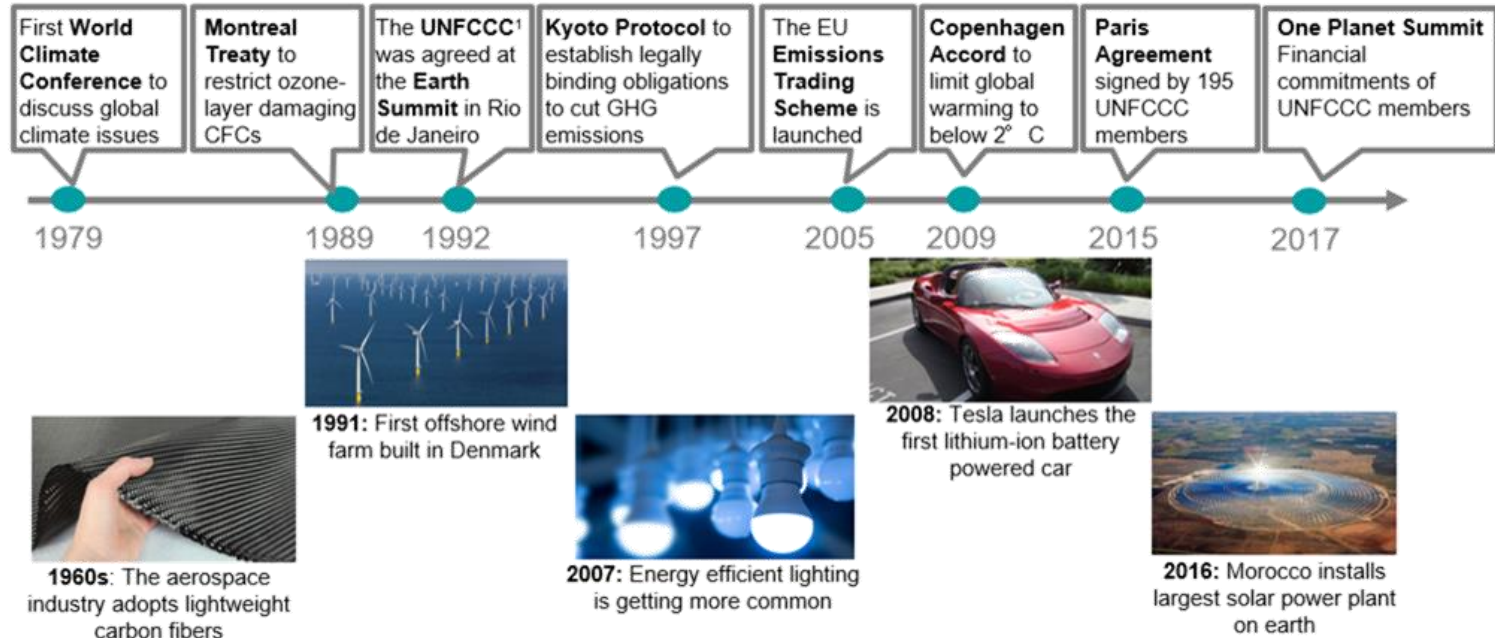 First World
Climate
Conference to
discuss global
climate issues
Montreal
Treaty to
restrict ozone-
layer damaging
CFCs
The UNFCCC¹
was agreed at
the Earth
Summit in Rio
de Janeiro
Kyoto Protocol to
establish legally
binding obligations
to cut GHG
emissions
The EU
Emissions
Trading
Scheme is
launched
Copenhagen
Accord to
limit global
warming to
below 2° C
Paris
Agreement
signed by 195
UNFCCC
members
One Planet Summit
Financial
commitments of
UNFCCC members
1979
1989
1992
1997
2005
2009
2015
2017
1960s: The aerospace
industry adopts lightweight
carbon fibers
1991: First offshore wind
farm built in Denmark
2007: Energy efficient lighting
is getting more common
2008: Tesla launches the
first lithium-ion battery
powered car
2016: Morocco installs
largest solar power plant
on earth